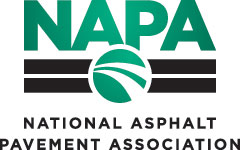 NAPA
NATIONAL ASPHALT
PAVEMENT ASSOCIATION